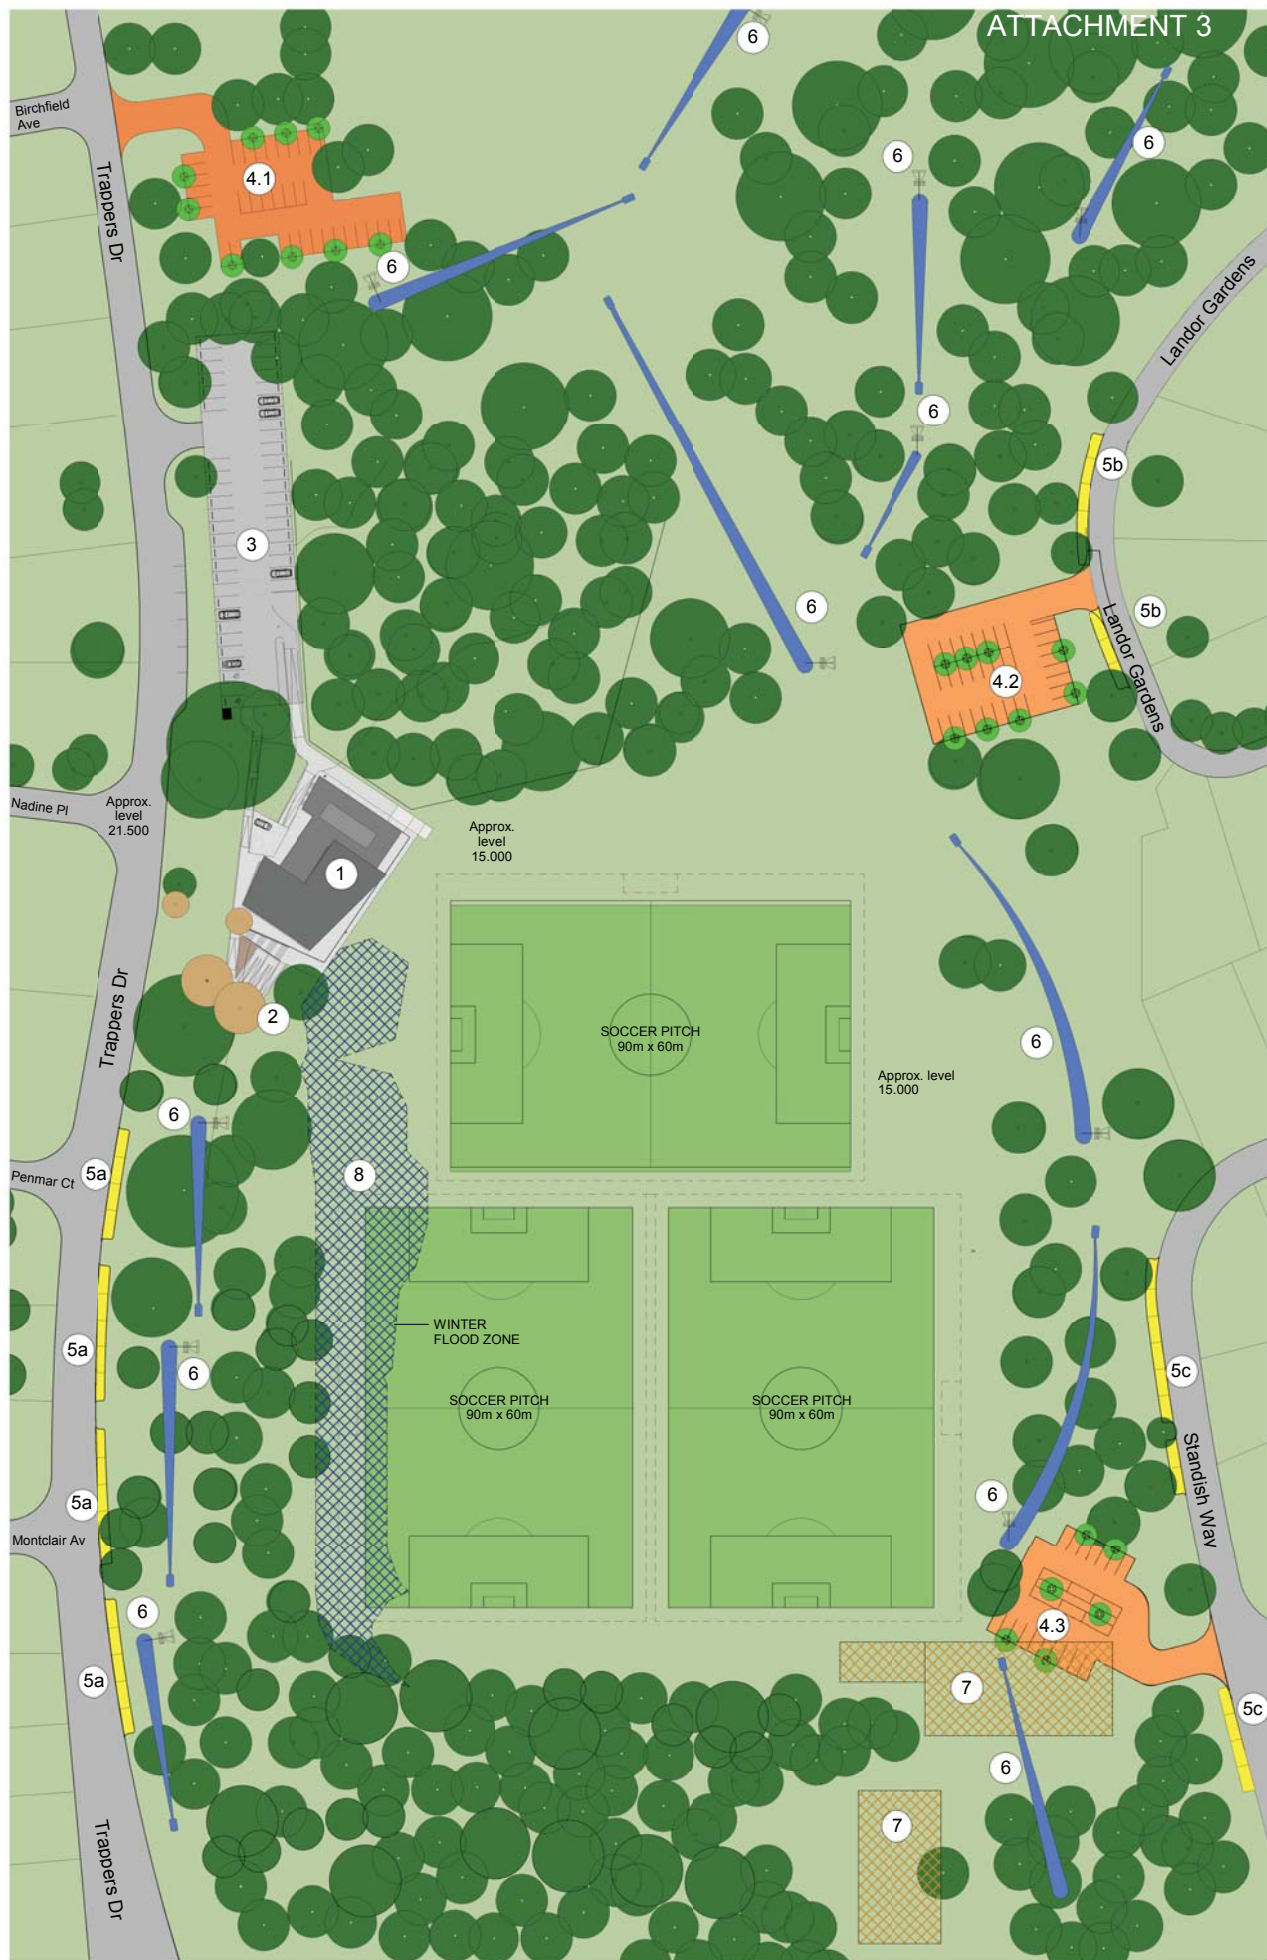 ATTACHMENT 3
6
Birchfield
Ave
6
6
4.1
Trappers Dr
6
Landor Gardens
6
5b
3
6
5b
Landor Gardens
4.2
Nadine Pl
Approx.
level
21.500
Approx.
level
15.000
1
Trappers Dr
2
SOCCER PITCH
90m x 60m
6
Approx. level
15.000
6
Penmar Ct
5a
8
WINTER
FLOOD ZONE
5a
6
5c
SOCCER PITCH
90m x 60m
SOCCER PITCH
90m x 60m
Standish Way
5a
6
Montclair Av
6
4.3
5a
7
5c
6
7
Trappers Dr